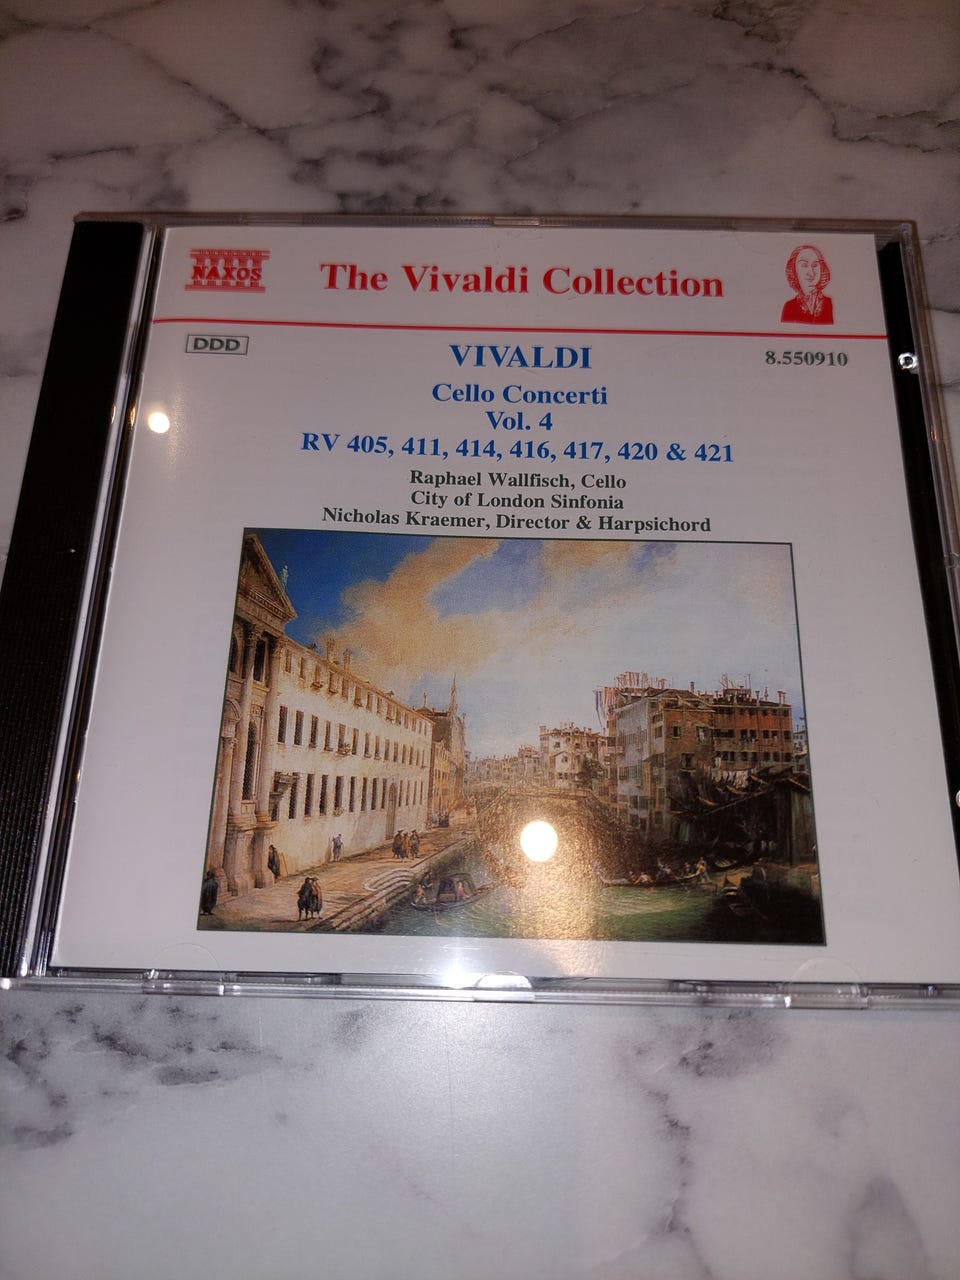 NAXOS
The Vivaldi Collection
DDD
VIVALDI
8.550910
Cello Concerti
Vol. 4
RV 405, 411, 414, 416, 417, 420 & 421
Raphael Wallfisch, Cello
City of London Sinfonia
Nicholas Kraemer, Director & Harpsichord